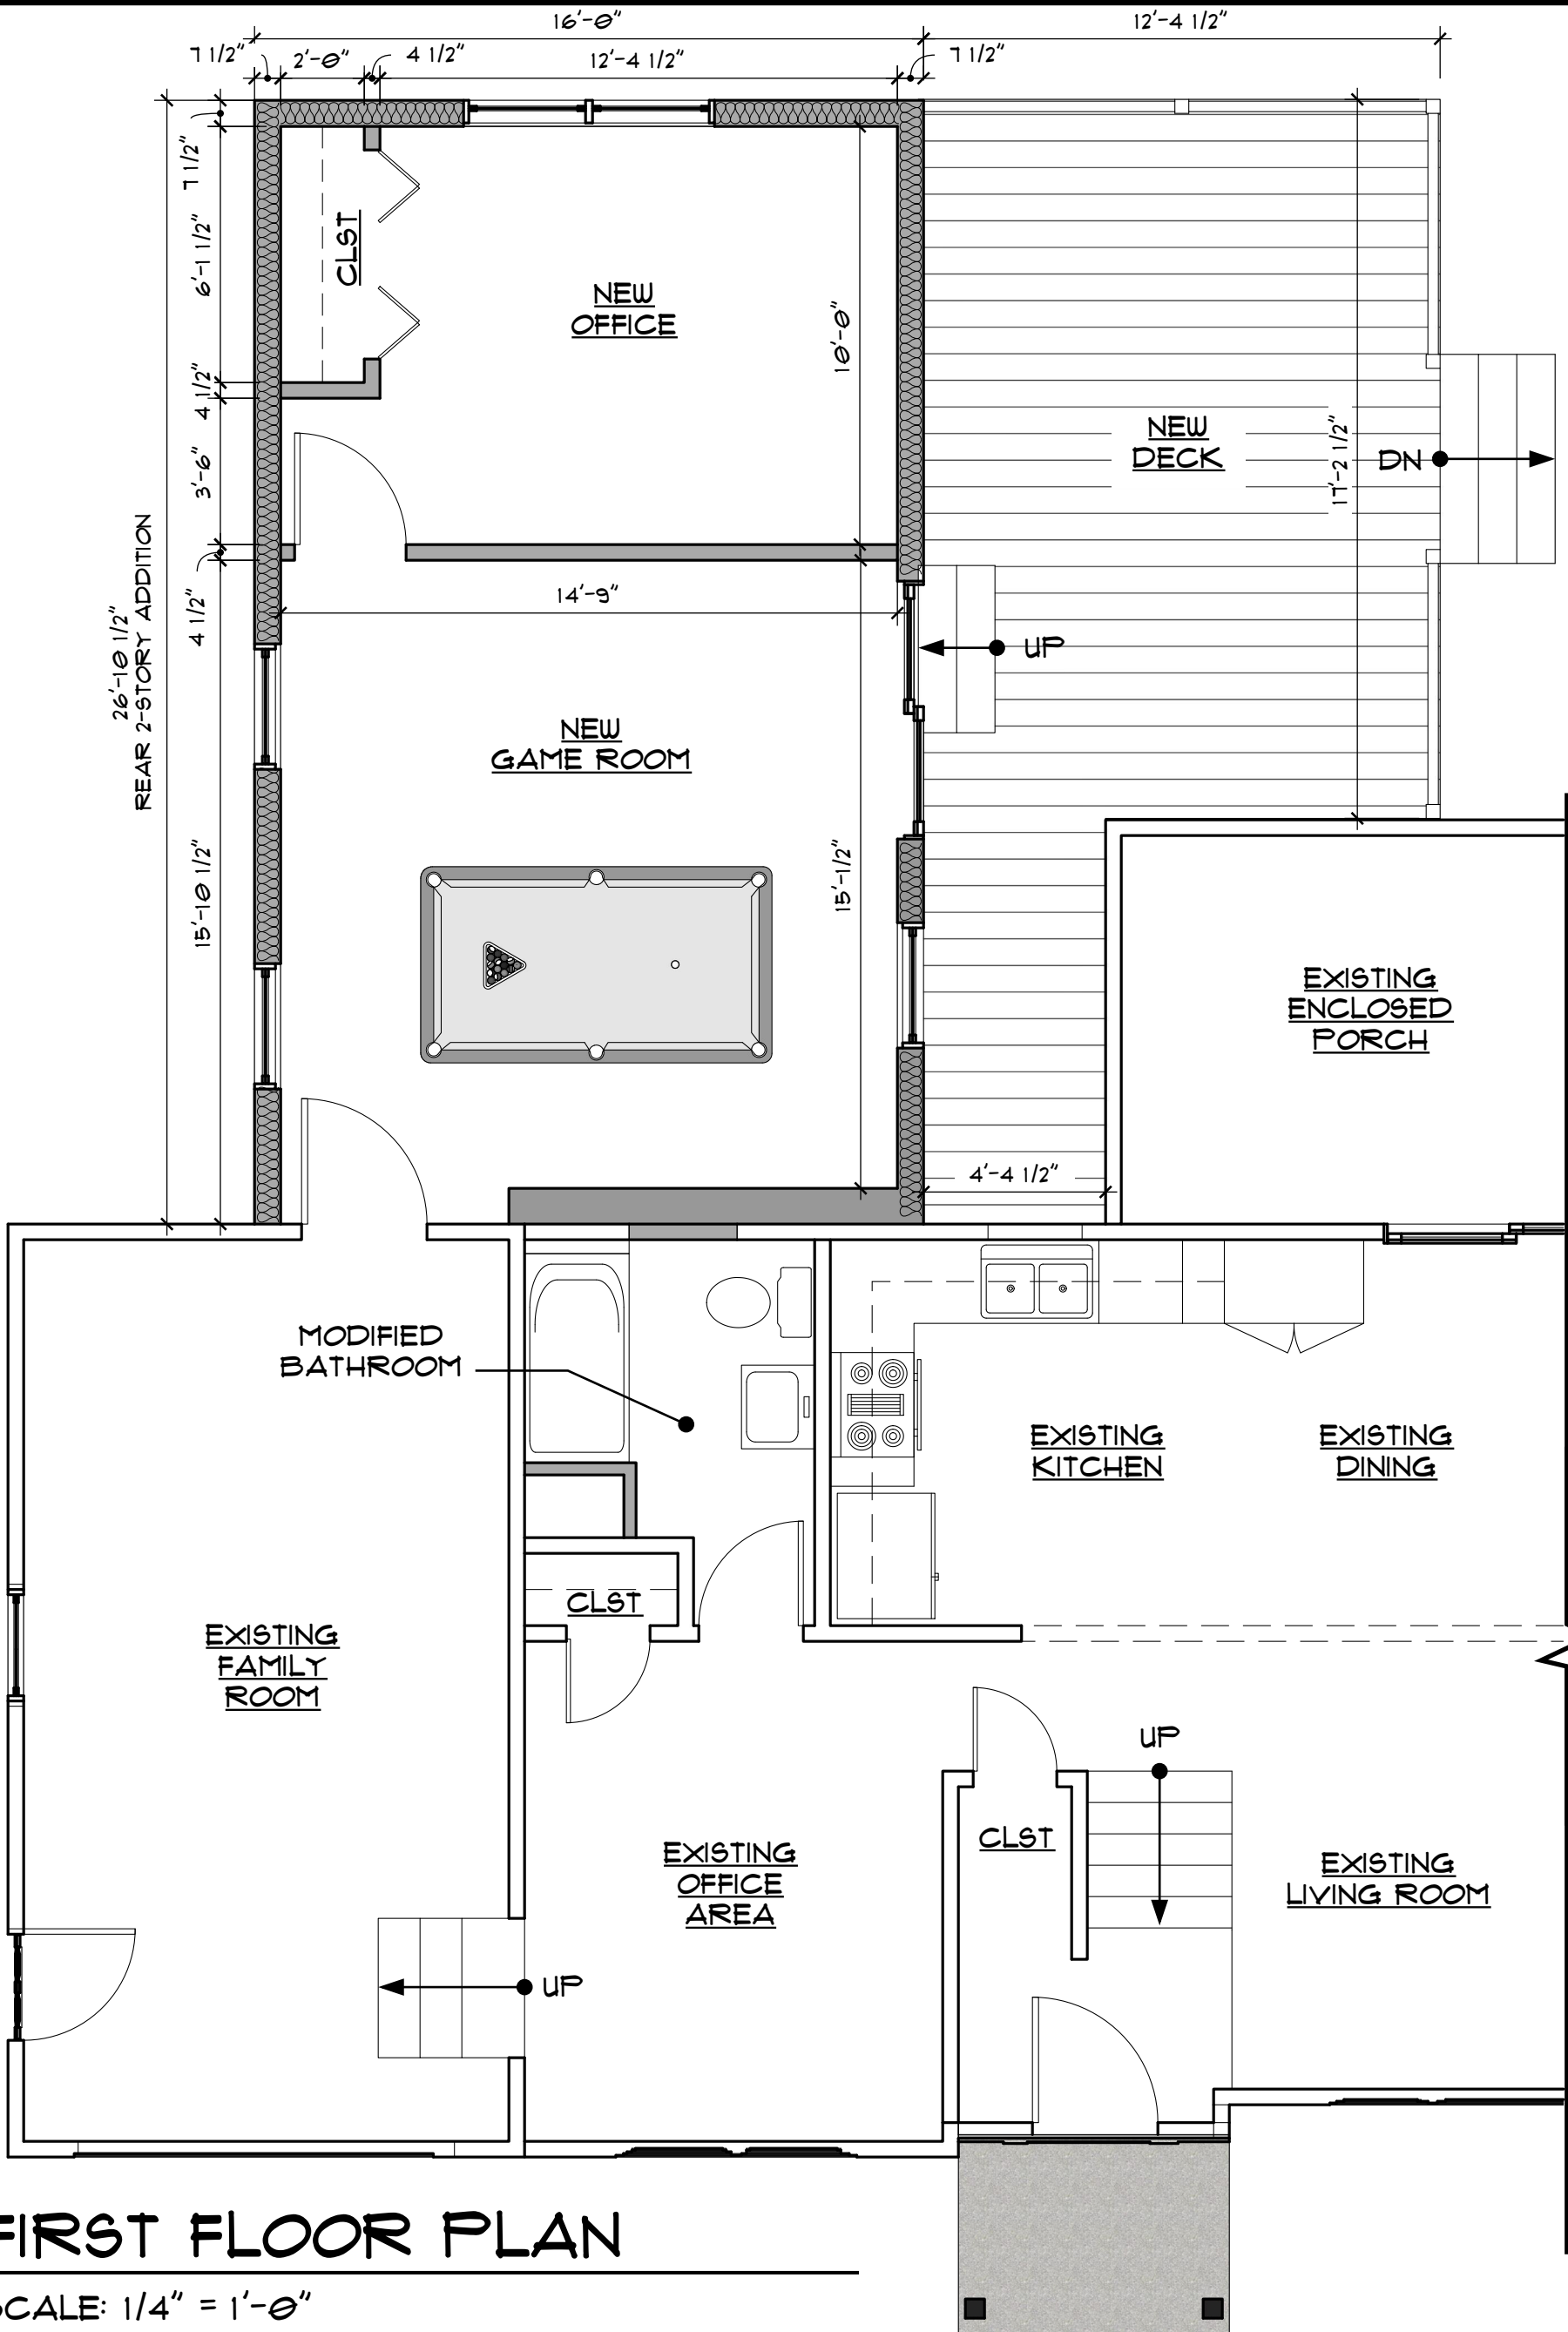 16'-0"
12'-4 1/2"
7 1/2"
2'-0"
4 1/2"
12'-4 1/2"
7 1/2"
7 1/2"
6'-1 1/2"
4 1/2"
3'-6"
4 1/2"
15'-10 1/2"
26'-10 1/2"
REAR 2-STORY ADDITION
CLST
NEW
OFFICE
10'-0"
NEW
DECK
17'-2 1/2"
DN
14'-9"
UP
NEW
GAME ROOM
15'-1/2"
4'-4 1/2"
EXISTING
ENCLOSED
PORCH
MODIFIED
BATHROOM
EXISTING
KITCHEN
EXISTING
DINING
CLST
EXISTING
FAMILY
ROOM
UP
CLST
EXISTING
OFFICE
AREA
EXISTING
LIVING ROOM
UP
FIRST FLOOR PLAN
SCALE: 1/4" = 1'-0"